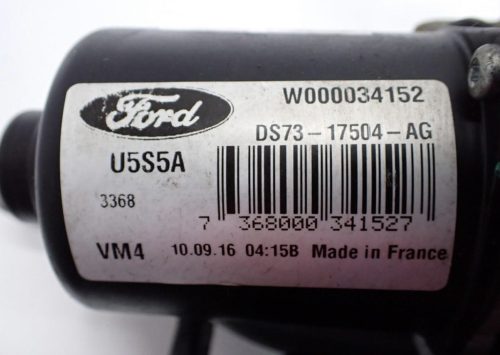 Ford
W000034152
DS73-17504-AG
U5S5A
3368
7 368000 341527
VM4 10.09.16 04:15B Made in France